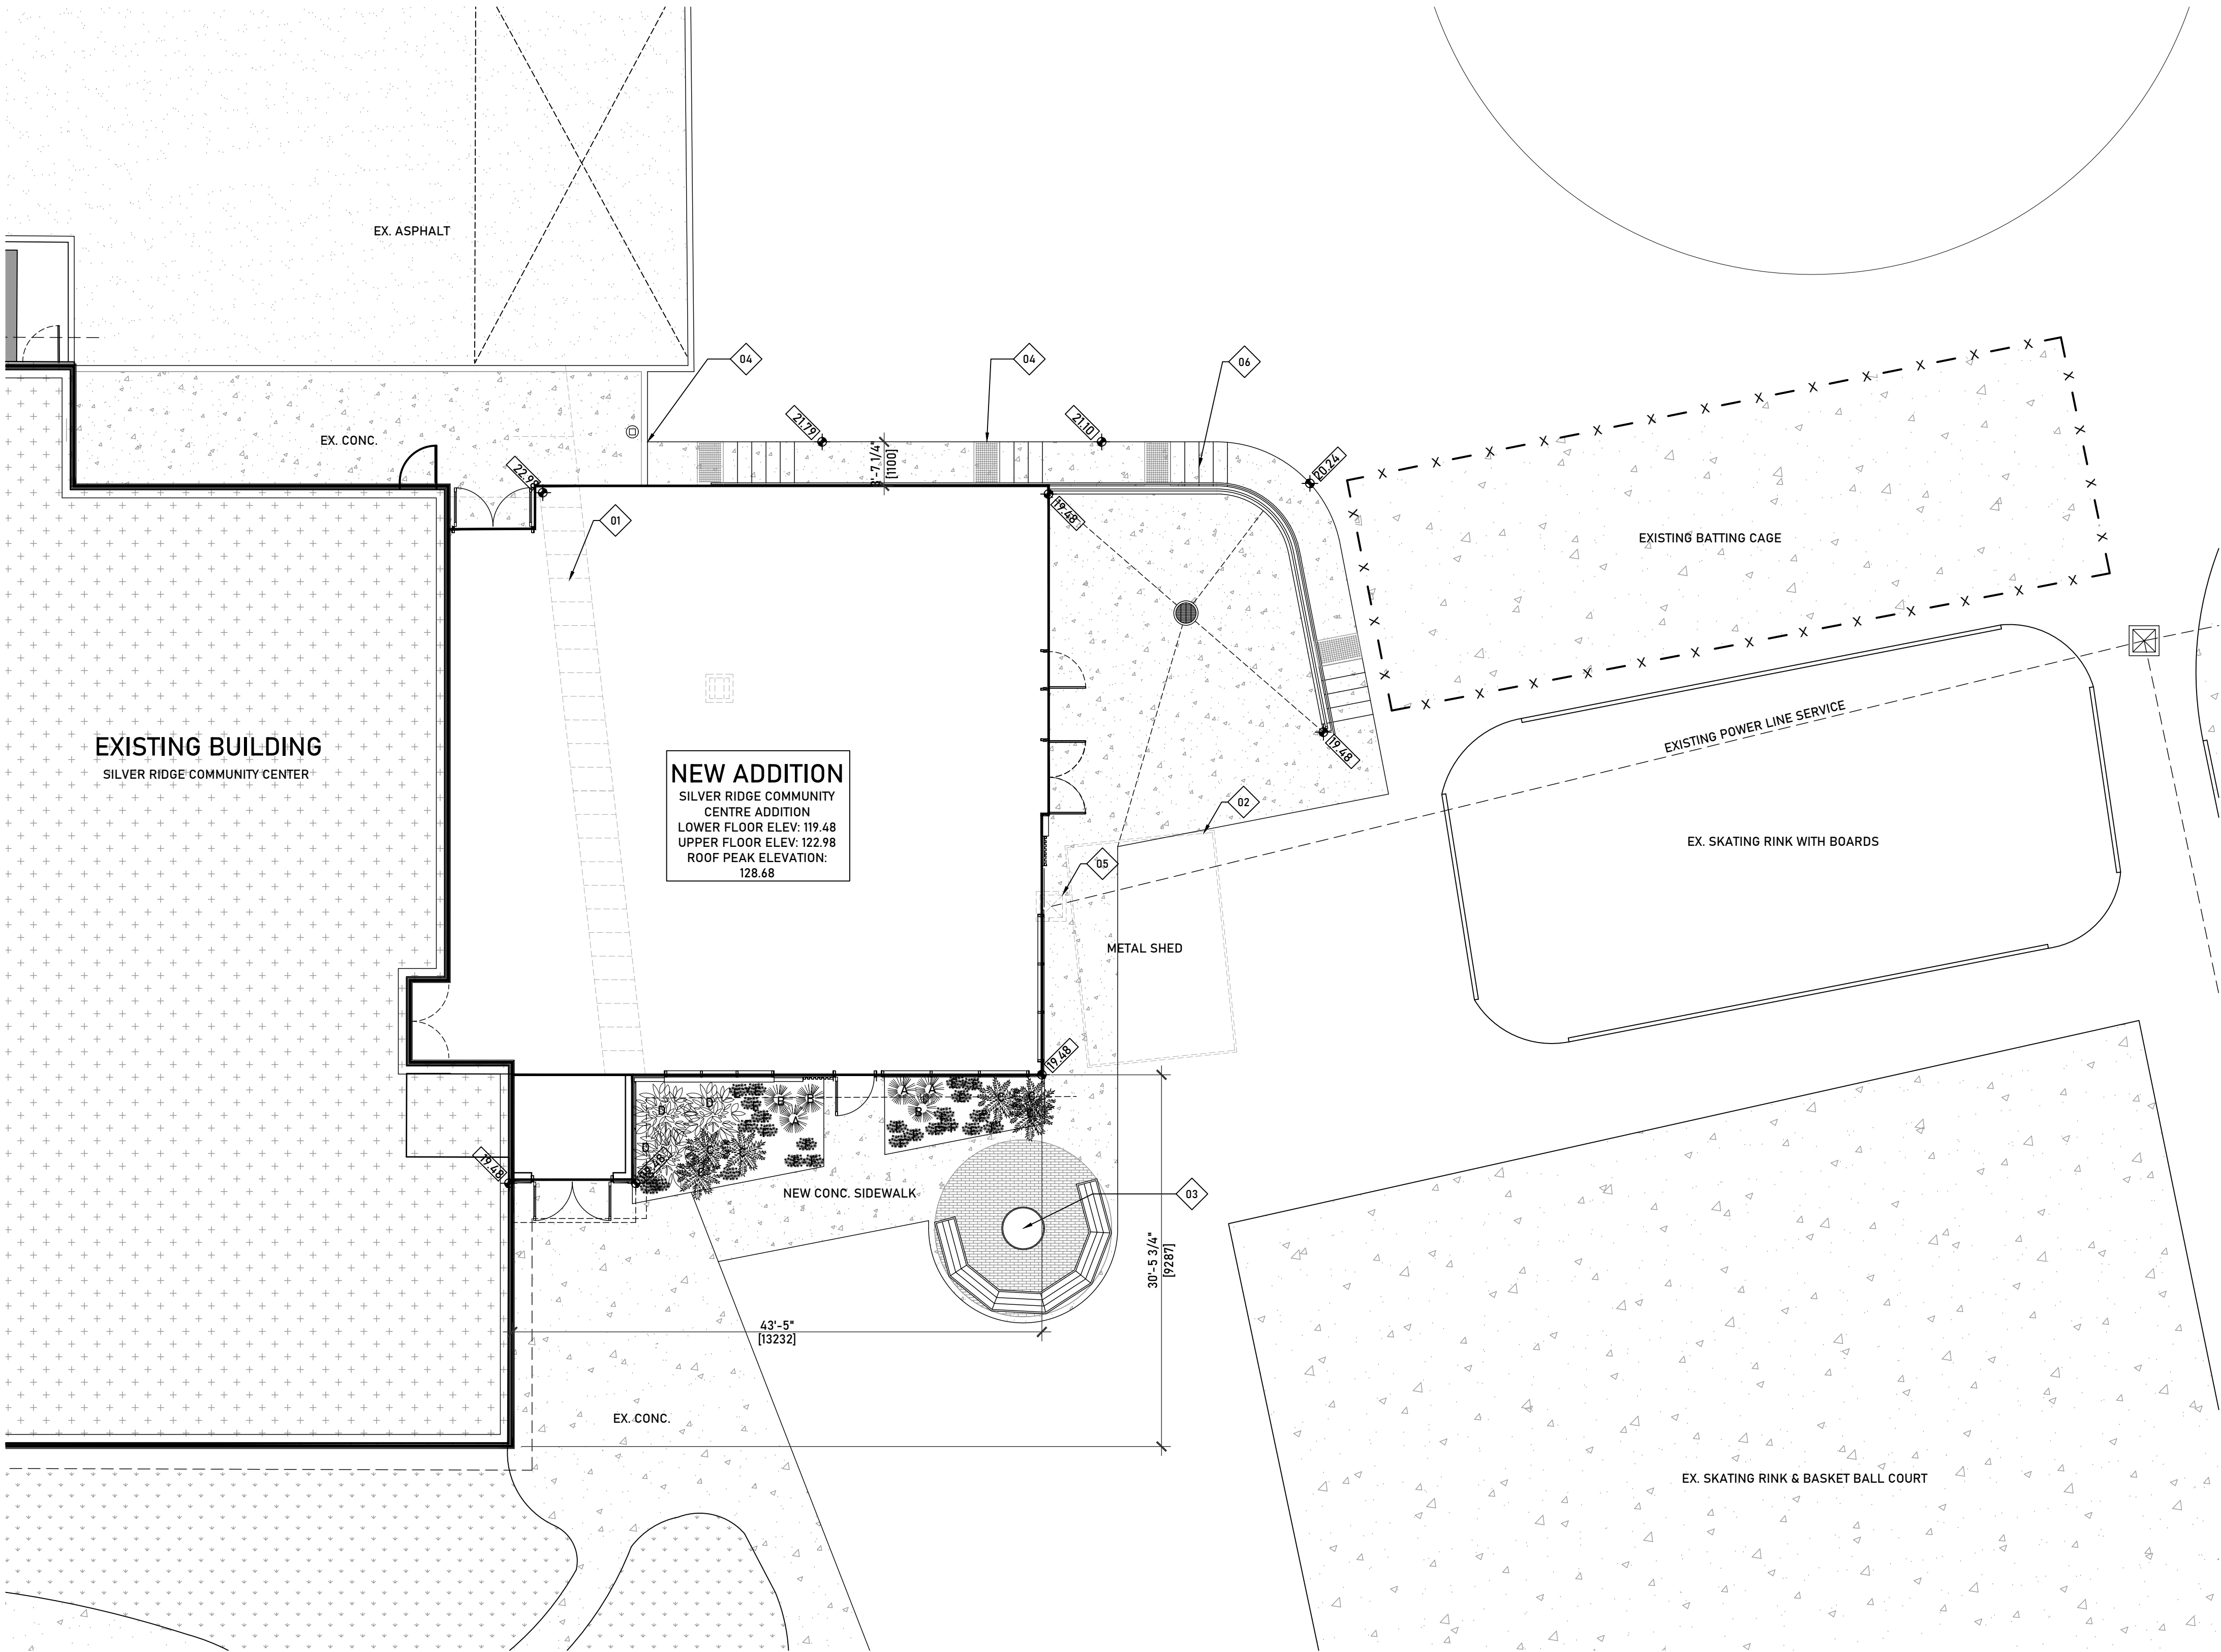 EX. ASPHALT
04
04
06
21.79
21.10
3'-7 1/4"
[1100]
20.24
EX. CONC.
22.98
01
19.48
EXISTING BATTING CAGE
EXISTING POWER LINE SERVICE
19.48
EXISTING BUILDING
SILVER RIDGE COMMUNITY CENTER
NEW ADDITION
SILVER RIDGE COMMUNITY
CENTRE ADDITION
LOWER FLOOR ELEV: 119.48
UPPER FLOOR ELEV: 122.98
ROOF PEAK ELEVATION:
128.68
02
05
EX. SKATING RINK WITH BOARDS
METAL SHED
19.48
D
D
B
B
A
A
A
B
D
19.48
19.48
NEW CONC. SIDEWALK
03
30'-5 3/4"
[9287]
43'-5"
[13232]
EX. CONC.
EX. SKATING RINK & BASKET BALL COURT